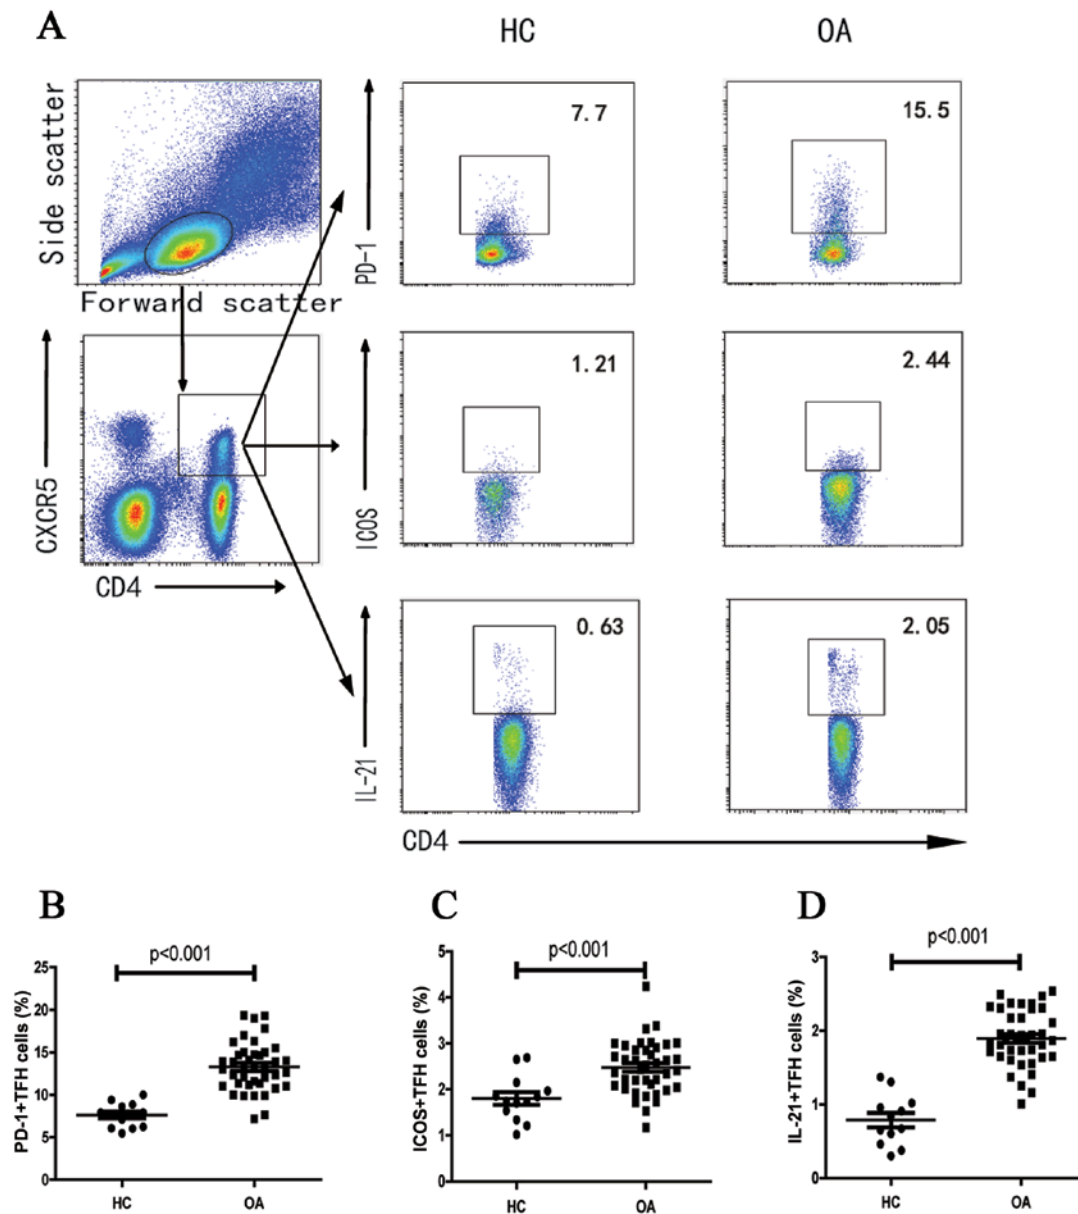 A
HC
OA
Side scatter
Forward scatter
PD-1
7.7
15.5
CXCR5
CD4
ICOS
1.21
2.44
IL-21
0.63
2.05
CD4
B
p<0.001
PD-1+TFH cells (%)
25
20
15
10
5
0
HC
OA
C
p<0.001
ICOS+TFH cells (%)
5
4
3
2
1
0
HC
OA
D
p<0.001
IL-21+TFH cells (%)
3
2
1
0
HC
OA